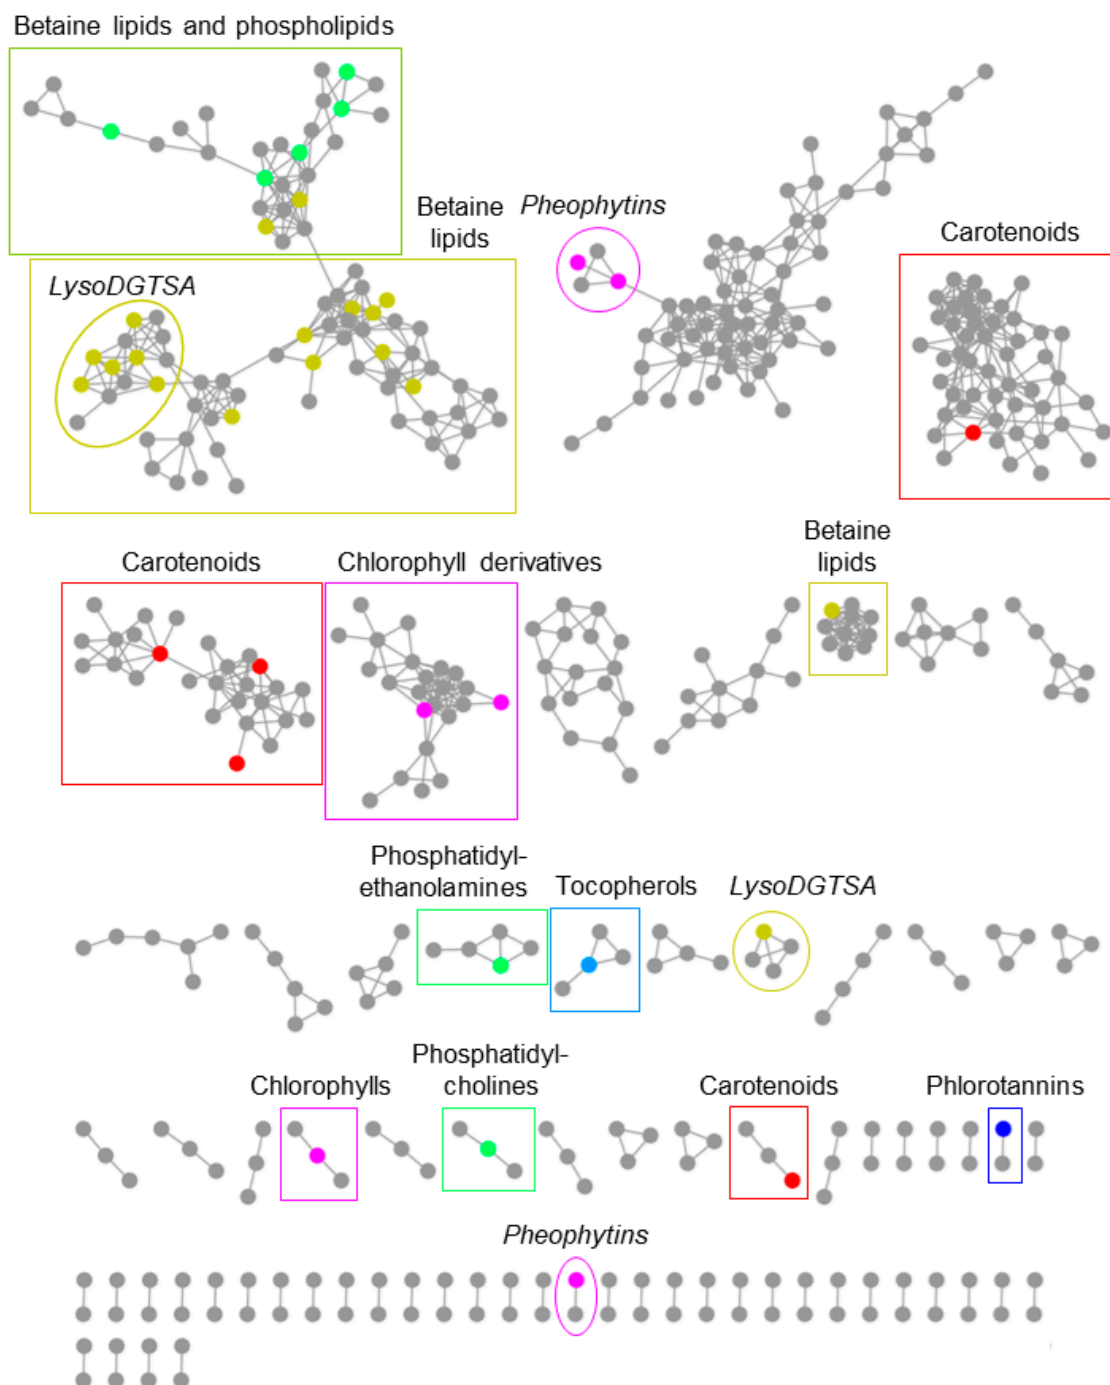 Betaine lipids and phospholipids
Betaine
lipids
Pheophytins
Carotenoids
LysoDGTSA
Betaine
lipids
Carotenoids
Chlorophyll derivatives
Phosphatidyl-
ethanolamines
Tocopherols
LysoDGTSA
Phosphatidyl-
cholines
Chlorophylls
Carotenoids
Phlorotannins
Pheophytins